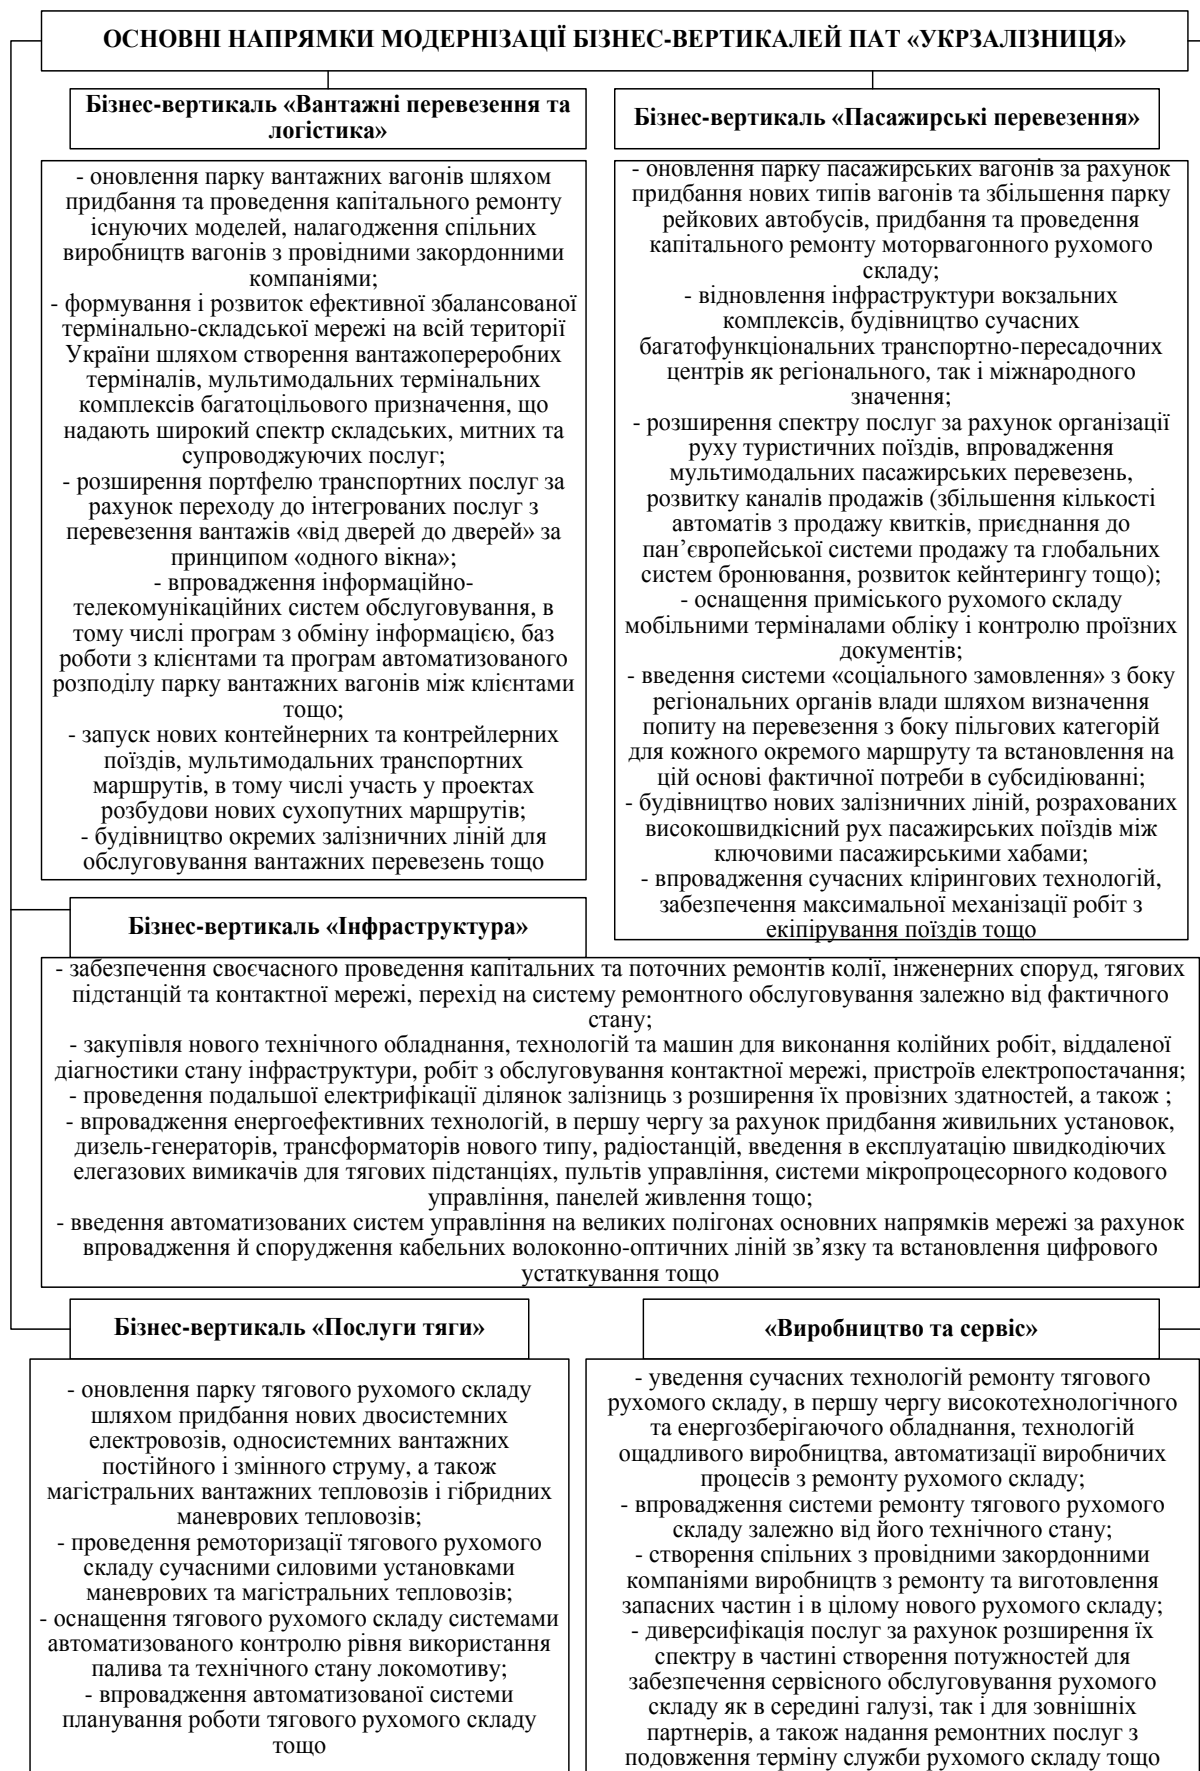 ОСНОВНІ НАПРЯМКИ МОДЕРНІЗАЦІЇ БІЗНЕС-ВЕРТИКАЛЕЙ ПАТ «УКРЗАЛІЗНИЦЯ»
Бізнес-вертикаль «Вантажні перевезення та
логістика»
- оновлення парку вантажних вагонів шляхом
придбання та проведення капітального ремонту
існуючих моделей, налагодження спільних
виробництв вагонів з провідними закордонними
компаніями;
- формування і розвиток ефективної збалансованої
термінально-складської мережі на всій території
України шляхом створення вантажопереробних
терміналів, мультимодальних термінальних
комплексів багатоцільового призначення, що
надають широкий спектр складських, митних та
супроводжуючих послуг;
- розширення портфелю транспортних послуг за
рахунок переходу до інтегрованих послуг з
перевезення вантажів «від дверей до дверей» за
принципом «одного вікна»;
- впровадження інформаційно-
телекомунікаційних систем обслуговування, в
тому числі програм з обміну інформацією, баз
роботи з клієнтами та програм автоматизованого
розподілу парку вантажних вагонів між клієнтами
тощо;
- запуск нових контейнерних та контрейлерних
поїздів, мультимодальних транспортних
маршрутів, в тому числі участь у проектах
розбудови нових сухопутних маршрутів;
- будівництво окремих залізничних ліній для
обслуговування вантажних перевезень тощо
Бізнес-вертикаль «Пасажирські перевезення»
- оновлення парку пасажирських вагонів за рахунок
придбання нових типів вагонів та збільшення парку
рейкових автобусів, придбання та проведення
капітального ремонту моторвагонного рухомого
складу;
- відновлення інфраструктури вокзальних
комплексів, будівництво сучасних
багатофункціональних транспортно-пересадочних
центрів як регіонального, так і міжнародного
значення;
- розширення спектру послуг за рахунок організації
руху туристичних поїздів, впровадження
мультимодальних пасажирських перевезень,
розвитку каналів продажів (збільшення кількості
автоматів з продажу квитків, приєднання до
пан’європейської системи продажу та глобальних
систем бронювання, розвиток кейнтерингу тощо);
- оснащення приміського рухомого складу
мобільними терміналами обліку і контролю проїзних
документів;
- введення системи «соціального замовлення» з боку
регіональних органів влади шляхом визначення
попиту на перевезення з боку пільгових категорій
для кожного окремого маршруту та встановлення на
цій основі фактичної потреби в субсидіюванні;
- будівництво нових залізничних ліній, розрахованих
високошвидкісний рух пасажирських поїздів між
ключовими пасажирськими хабами;
- впровадження сучасних клірингових технологій,
забезпечення максимальної механізації робіт з
екіпірування поїздів тощо
Бізнес-вертикаль «Інфраструктура»
- забезпечення своєчасного проведення капітальних та поточних ремонтів колії, інженерних споруд, тягових
підстанцій та контактної мережі, перехід на систему ремонтного обслуговування залежно від фактичного
стану;
- закупівля нового технічного обладнання, технологій та машин для виконання колійних робіт, віддаленої
діагностики стану інфраструктури, робіт з обслуговування контактної мережі, пристроїв електропостачання;
- проведення подальшої електрифікації ділянок залізниць з розширення їх провізних здатностей, а також ;
- впровадження енергоефективних технологій, в першу чергу за рахунок придбання живильних установок,
дизель-генераторів, трансформаторів нового типу, радіостанцій, введення в експлуатацію швидкодіючих
елегазових вимикачів для тягових підстанціях, пультів управління, системи мікропроцесорного кодового
управління, панелей живлення тощо;
- введення автоматизованих систем управління на великих полігонах основних напрямків мережі за рахунок
впровадження й спорудження кабельних волоконно-оптичних ліній зв’язку та встановлення цифрового
устаткування тощо
Бізнес-вертикаль «Послуги тяги»
- оновлення парку тягового рухомого складу
шляхом придбання нових двосистемних
електровозів, односистемних вантажних
постійного і змінного струму, а також
магістральних вантажних тепловозів і гібридних
маневрових тепловозів;
- проведення ремоторизації тягового рухомого
складу сучасними силовими установками
маневрових та магістральних тепловозів;
- оснащення тягового рухомого складу системами
автоматизованого контролю рівня використання
палива та технічного стану локомотиву;
- впровадження автоматизованої системи
планування роботи тягового рухомого складу
тощо
«Виробництво та сервіс»
- уведення сучасних технологій ремонту тягового
рухомого складу, в першу чергу високотехнологічного
та енергозберігаючого обладнання, технологій
ощадливого виробництва, автоматизації виробничих
процесів з ремонту рухомого складу;
- впровадження системи ремонту тягового рухомого
складу залежно від його технічного стану;
- створення спільних з провідними закордонними
компаніями виробництв з ремонту та виготовлення
запасних частин і в цілому нового рухомого складу;
- диверсифікація послуг за рахунок розширення їх
спектру в частині створення потужностей для
забезпечення сервісного обслуговування рухомого
складу як в середині галузі, так і для зовнішніх
партнерів, а також надання ремонтних послуг з
подовження терміну служби рухомого складу тощо